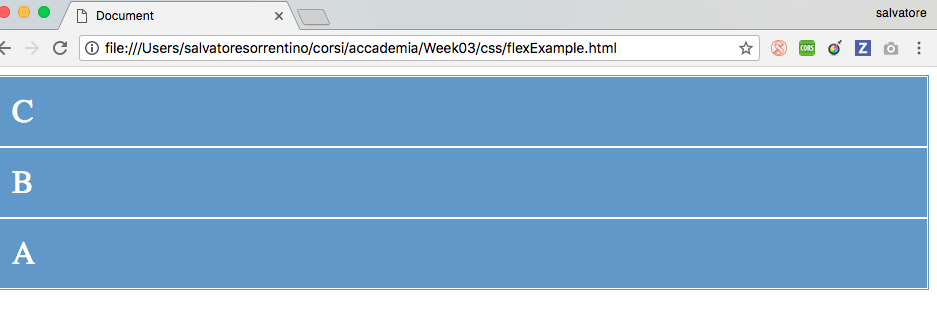 Document
salvatore
file:///Users/salvatoresorrentino/corsi/accademia/Week03/css/flexExample.html
CORS
Z
C
B
A